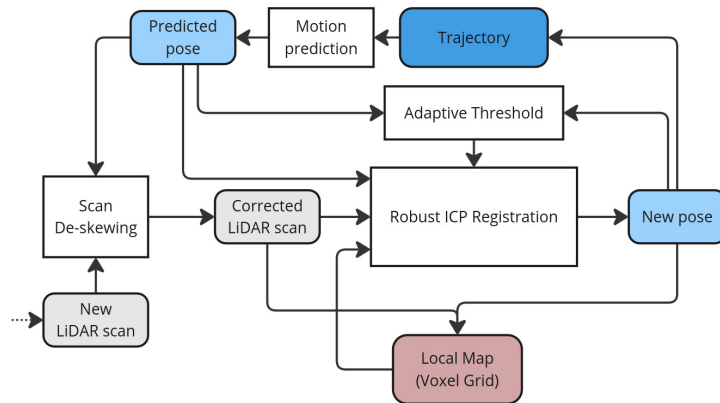 Predicted
pose
Motion
prediction
Trajectory
Adaptive Threshold
Scan
De-skewing
Corrected
LiDAR scan
Robust ICP Registration
New pose
New
LiDAR scan
Local Map
(Voxel Grid)